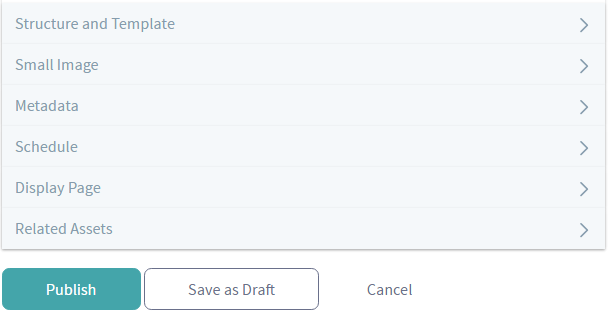 Structure and Template
Small Image
Metadata
Schedule
Display Page
Related Assets
Publish Save as Draft Cancel